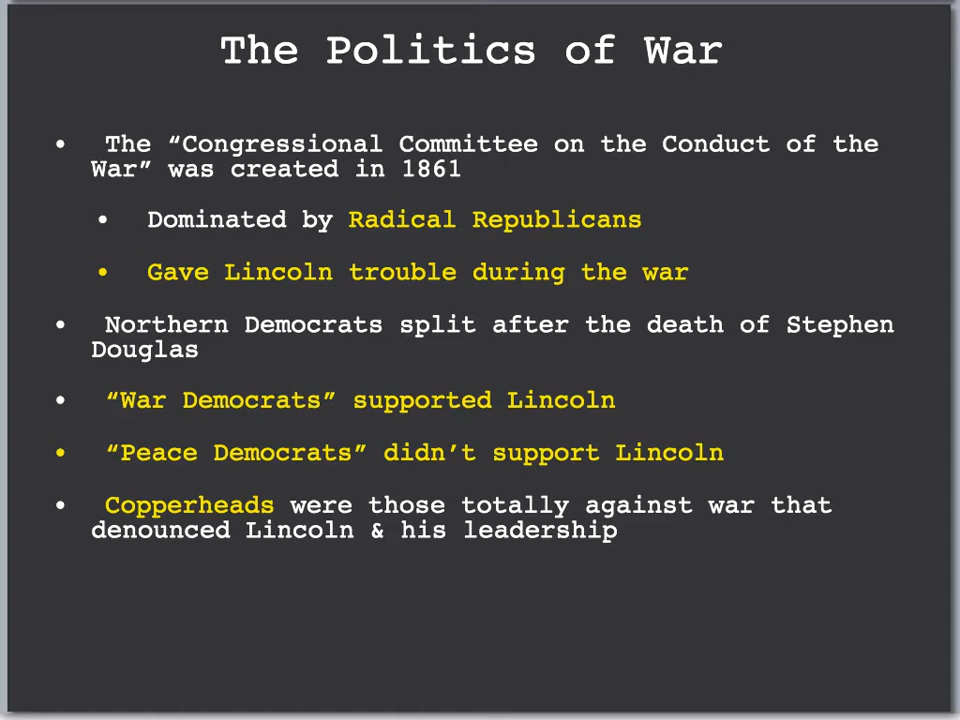 The Politics of War
• The “Congressional Committee on the Conduct of the
War” was created in 1861
• Dominated by Radical Republicans
• Gave Lincoln trouble during the war
• Northern Democrats split after the death of Stephen
Douglas
• “War Democrats” supported Lincoln
• “Peace Democrats” didn’t support Lincoln
• Copperheads were those totally against war that
denounced Lincoln & his leadership